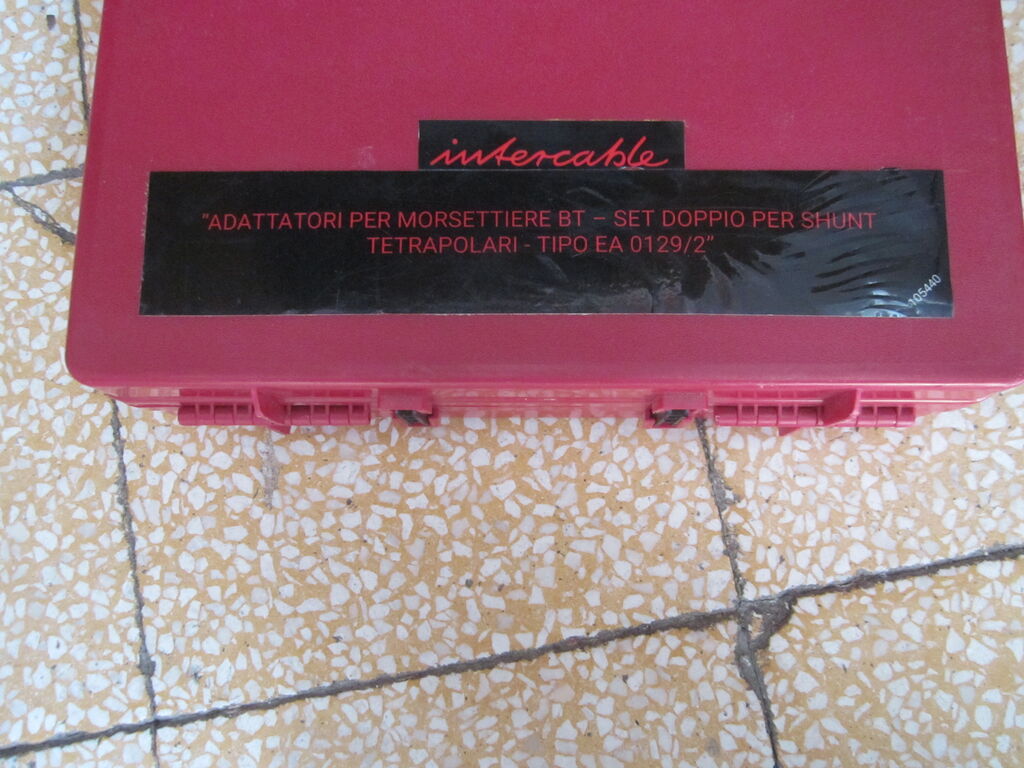 intercable
"ADATTATORI PER MORSETTIERE BT – SET DOPPIO PER SHUNT
TETRAPOLARI - TIPO EA 0129/2"
105440